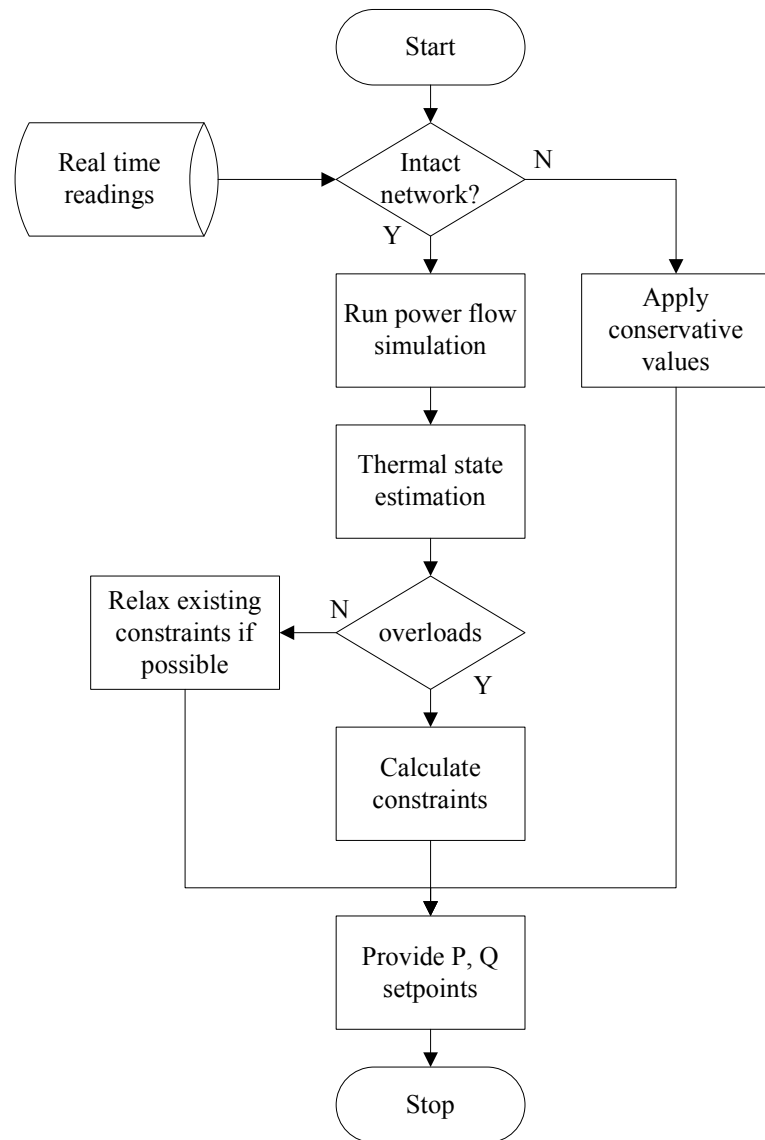 Start
Real time
readings
Intact
network?
N
Y
Run power flow
simulation
Apply
conservative
values
Thermal state
estimation
Relax existing
constraints if
possible
N
overloads
Y
Calculate
constraints
Provide P, Q
setpoints
Stop